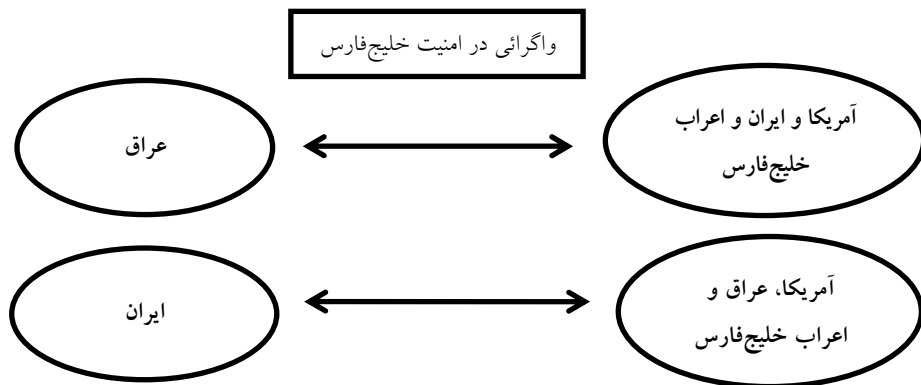 واگرائی در امنیت خلیج‌فارس
آمریکا و ایران و اعراب
خلیج‌فارس
عراق
آمریکا، عراق و
اعراب خلیج‌فارس
ایران